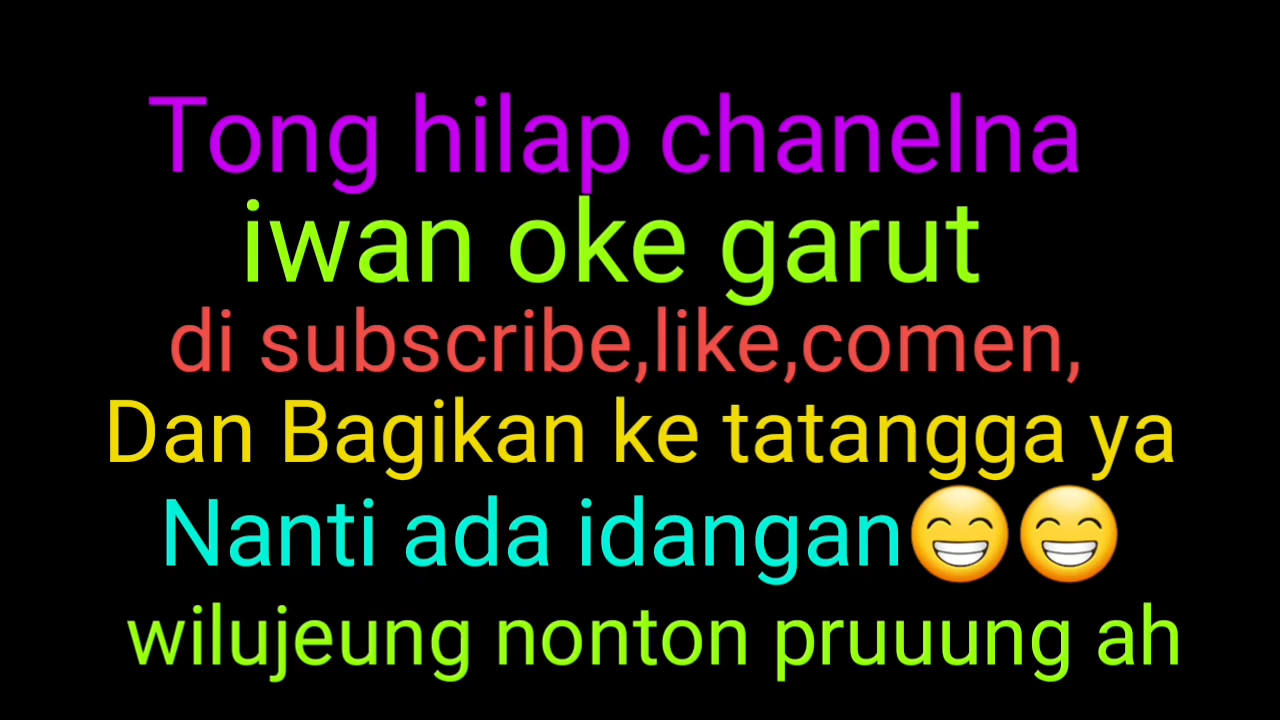 Tong hilap chanelna
iwan oke garut
di subscribe,like,comen,
Dan Bagikan ke tatangga ya
Nanti ada idangan😁😁
wilujeung nonton pruuung ah